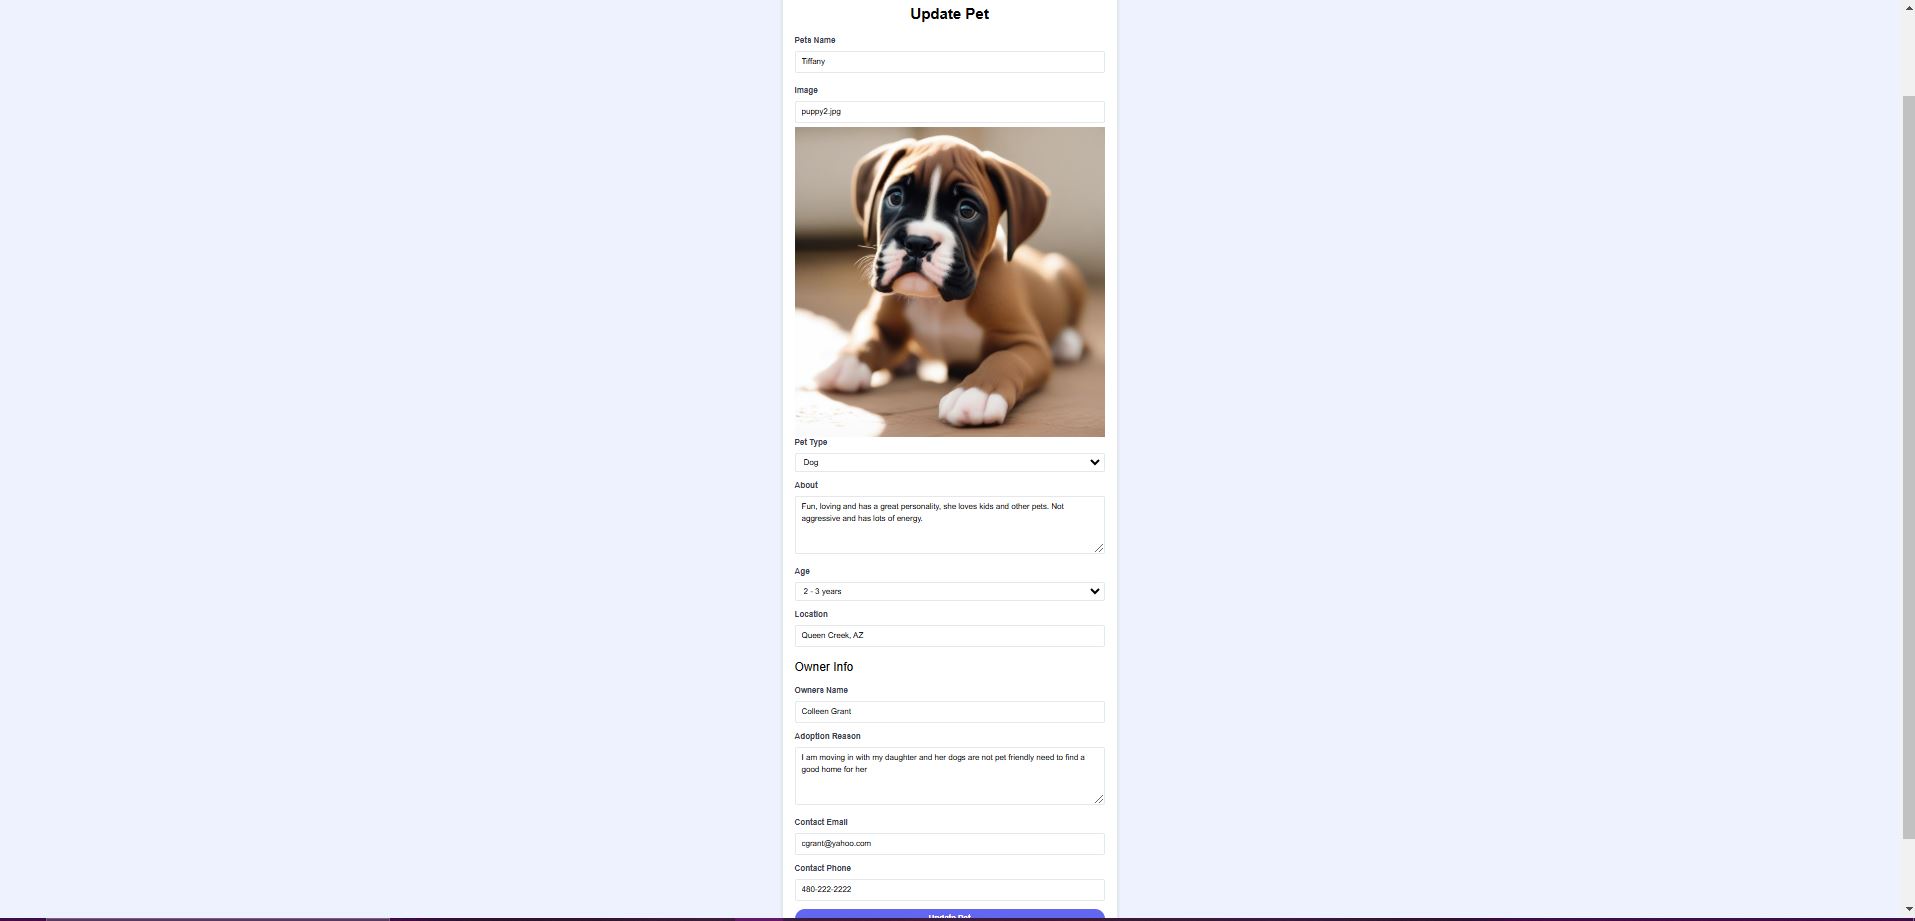 Update Pet
Pets Name
Tiffany
Image
puppy2.jpg
Pet Type
Dog
About
Fun, loving and has a great personality, she loves kids and other pets. Not
aggressive and has lots of energy.
Age
2 - 3 years
Location
Queen Creek, AZ
Owner Info
Owners Name
Colleen Grant
Adoption Reason
I am moving in with my daughter and her dogs are not pet friendly need to find a
good home for her
Contact Email
cgrant@yahoo.com
Contact Phone
480-222-2222
Update Pet